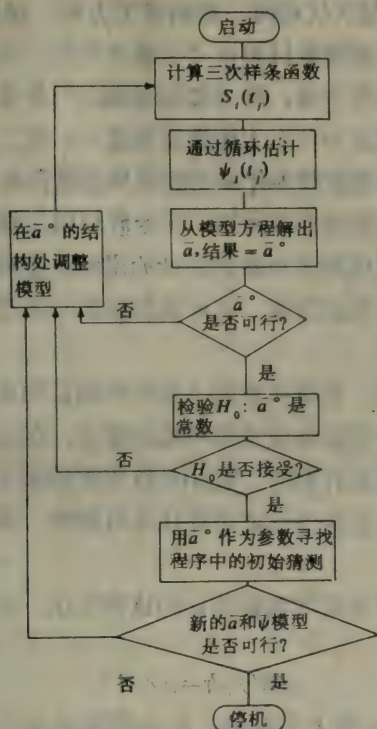 启动
计算三次样条函数
S_i(t_j)
通过循环估计
ψ_i(t_j)
在ā°的结
构处调整
模型
从模型方程解出
ā,结果=ā°
否
ā°
是否可行?
是
检验H₀: ā°是
常数
否
H₀是否接受?
是
用ā°作为参数寻找
程序中的初始猜测
新的ā和ψ̄模型
是否可行?
否
是
停机